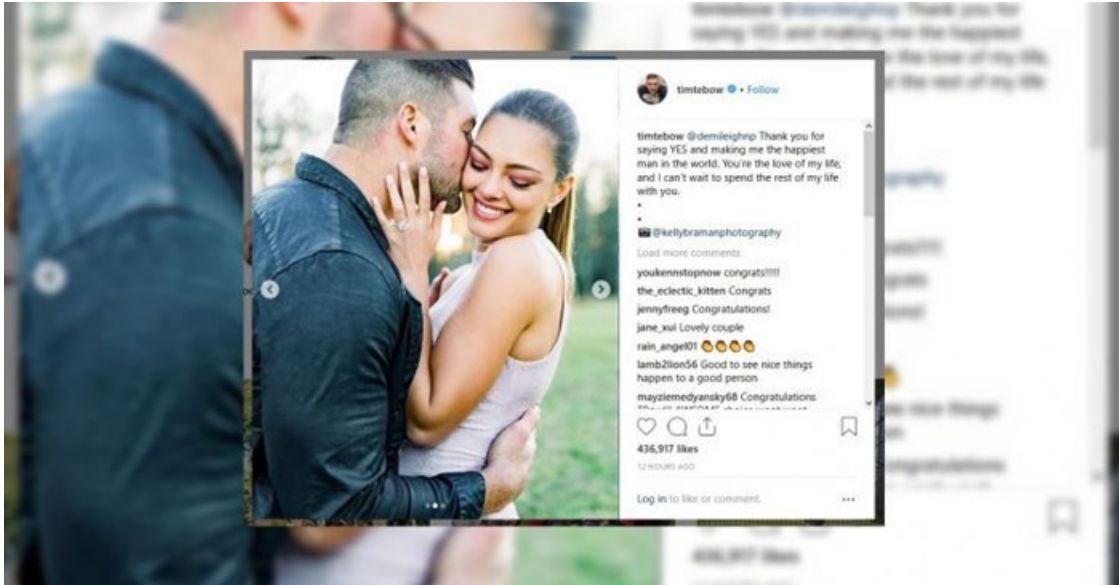 timtebow • Follow
timtebow @demileighnp Thank you for
saying YES and making me the happiest
man in the world. You're the love of my life,
and I can't wait to spend the rest of my life
with you.
•
•
📷@kellybramanphotography
Load more comments
youkennstopnow congrats!!!!!
the_eclectic_kitten Congrats
jennyfreeg Congratulations!
jane_xui Lovely couple
rain_angel01 👏👏👏👏
lamb2lion56 Good to see nice things
happen to a good person
mayziemedyansky68 Congratulations
436,917 likes
12 HOURS AGO
Log in to like or comment.